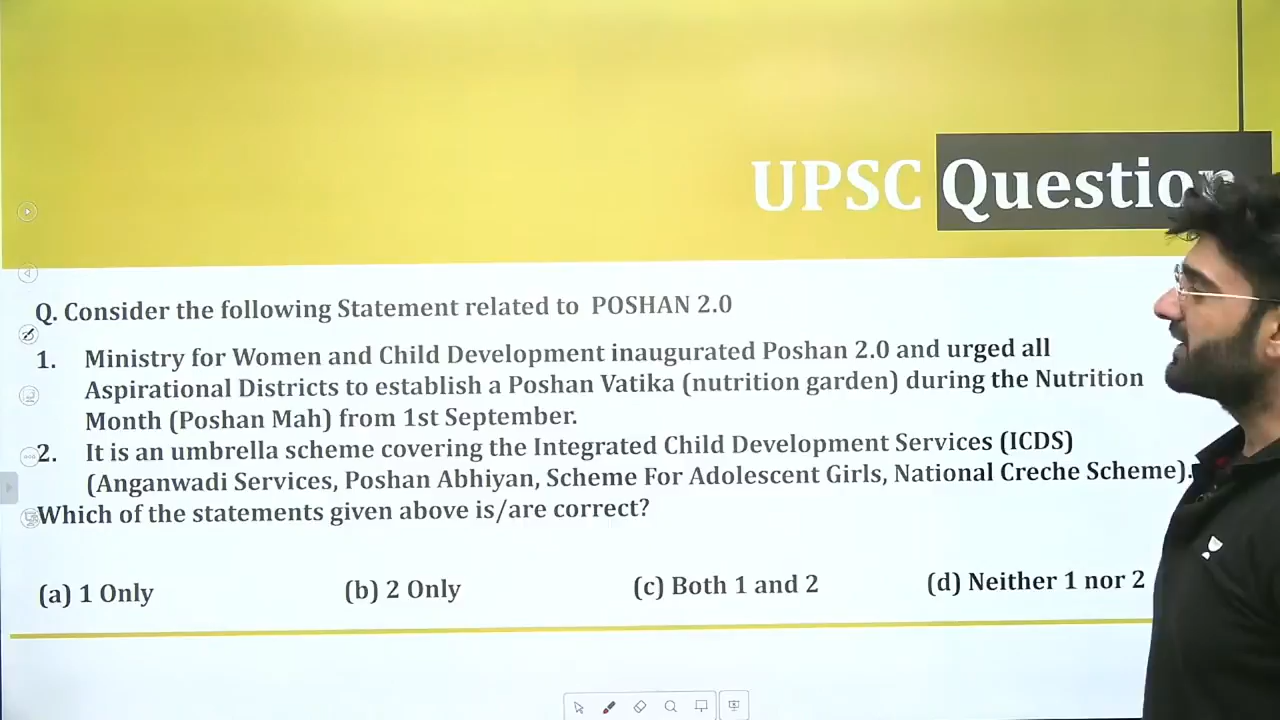 UPSC Question
Q. Consider the following Statement related to POSHAN 2.0
1. Ministry for Women and Child Development inaugurated Poshan 2.0 and urged all
Aspirational Districts to establish a Poshan Vatika (nutrition garden) during the Nutrition
Month (Poshan Mah) from 1st September.
2. It is an umbrella scheme covering the Integrated Child Development Services (ICDS)
(Anganwadi Services, Poshan Abhiyan, Scheme For Adolescent Girls, National Creche Scheme).
Which of the statements given above is/are correct?
(a) 1 Only (b) 2 Only (c) Both 1 and 2 (d) Neither 1 nor 2